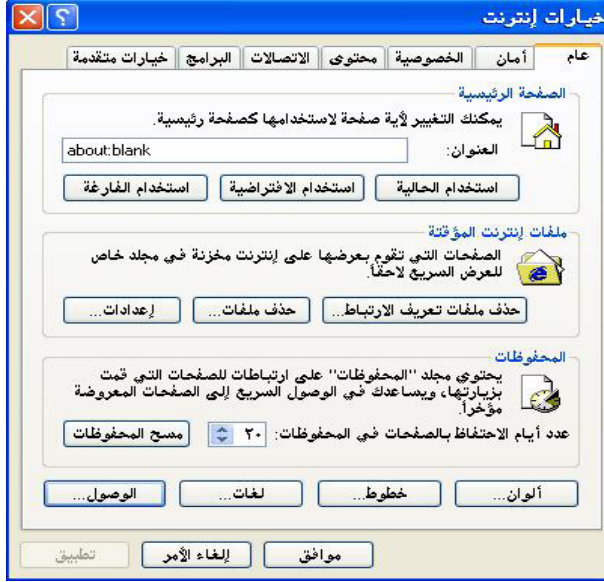 خيارات إنترنت
عام أمان الخصوصية محتوى الاتصالات البرامج خيارات متقدمة
الصفحة الرئيسية
يمكنك التغيير لأية صفحة لاستخدامها كصفحة رئيسية.
العنوان: about:blank
استخدام الحالية استخدام الافتراضية استخدام الفارغة
ملفات إنترنت المؤقتة
الصفحات التي تقوم بعرضها على إنترنت مخزنة في مجلد خاص
للعرض السريع لاحقاً.
حذف ملفات تعريف الارتباط... حذف ملفات... إعدادات...
المحفوظات
يحتوي مجلد "المحفوظات" على ارتباطات للصفحات التي قمت
بزيارتها، ويساعدك في الوصول السريع إلى الصفحات المعروضة
مؤخراً.
عدد أيام الاحتفاظ بالصفحات في المحفوظات: ٢٠ مسح المحفوظات
ألوان... خطوط... لغات... الوصول...
موافق إلغاء الأمر تطبيق